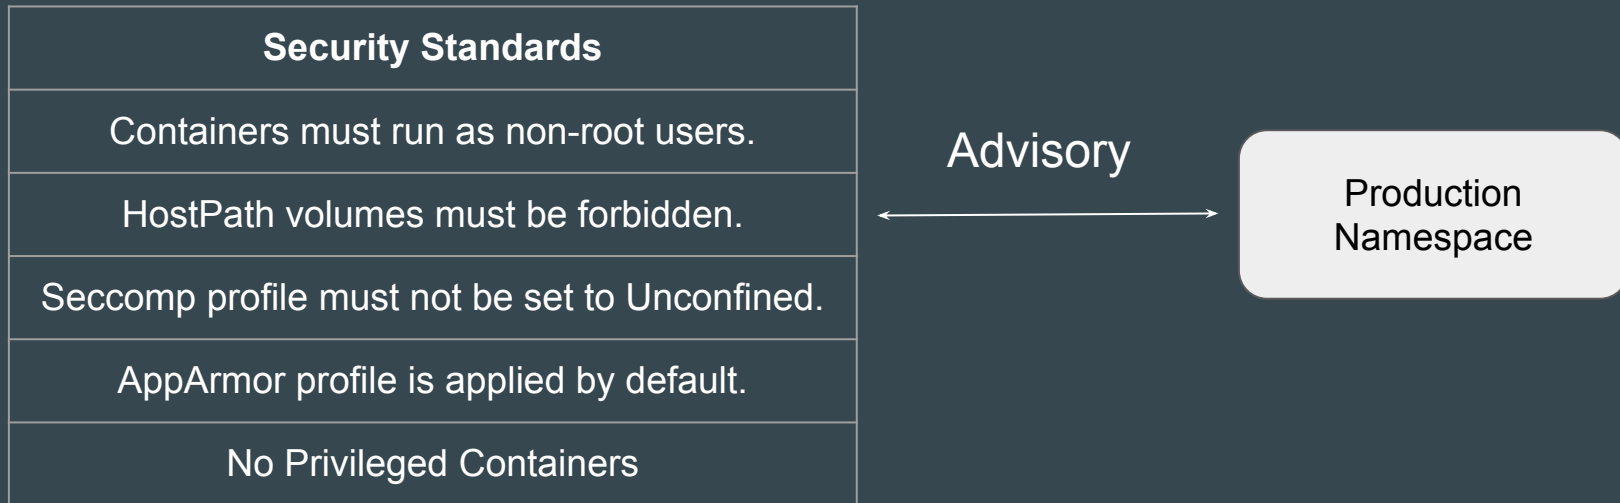 Security Standards
Containers must run as non-root users.
HostPath volumes must be forbidden.
Seccomp profile must not be set to Unconfined.
AppArmor profile is applied by default.
No Privileged Containers
Advisory
Production
Namespace